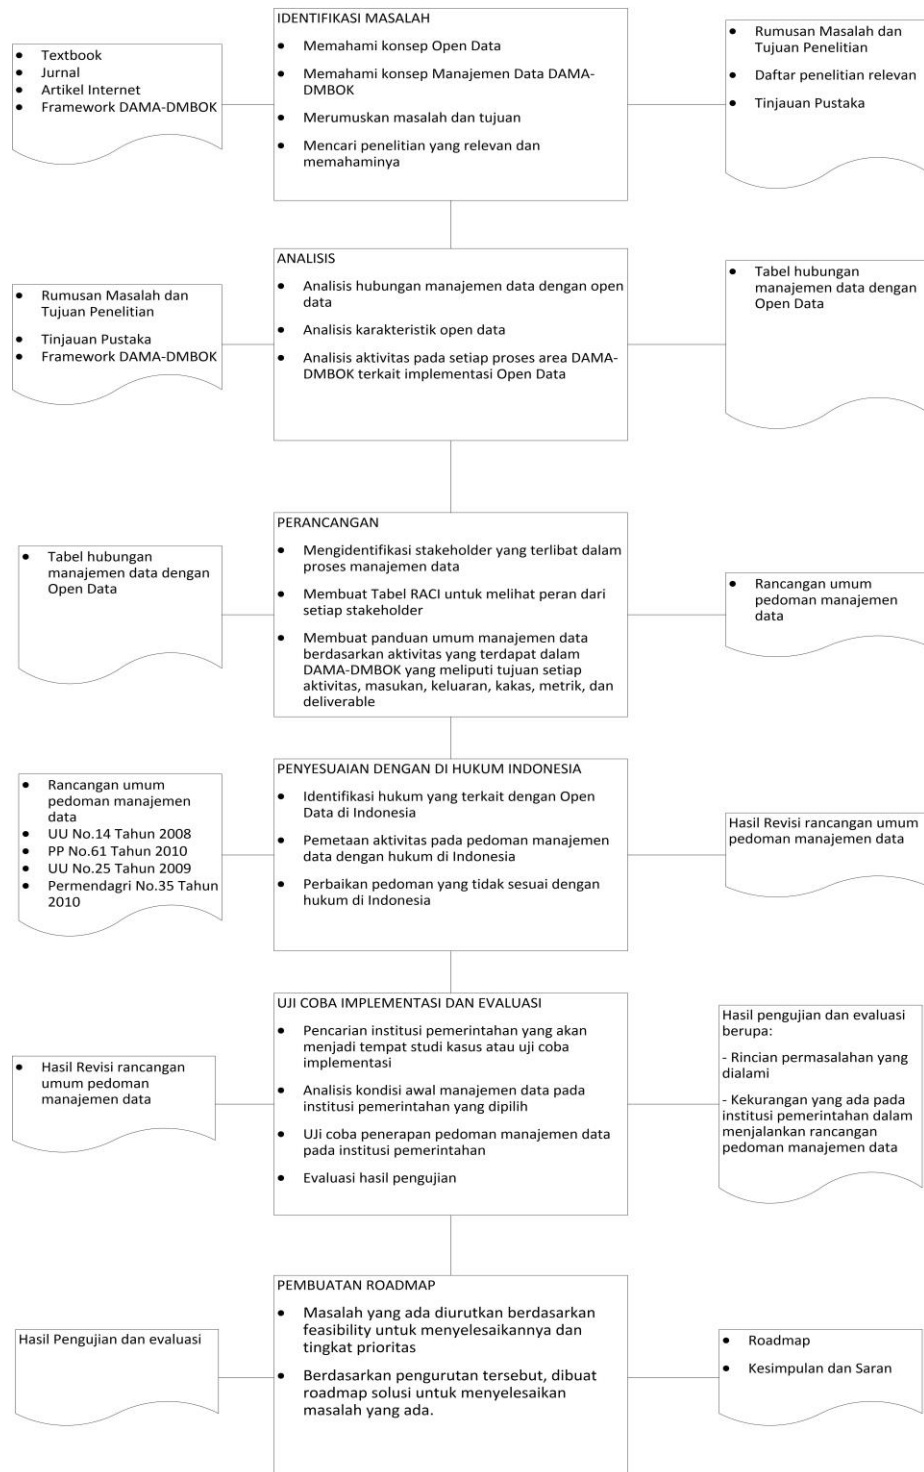 IDENTIFIKASI MASALAH
● Memahami konsep Open Data
● Memahami konsep Manajemen Data DAMA-
DMBOK
● Merumuskan masalah dan tujuan
● Mencari penelitian yang relevan dan
memahaminya
● Textbook
● Jurnal
● Artikel Internet
● Framework DAMA-DMBOK
● Rumusan Masalah dan
Tujuan Penelitian
● Daftar penelitian relevan
● Tinjauan Pustaka
ANALISIS
● Analisis hubungan manajemen data dengan open
data
● Analisis karakteristik open data
● Analisis aktivitas pada setiap proses area DAMA-
DMBOK terkait implementasi Open Data
● Rumusan Masalah dan
Tujuan Penelitian
● Tinjauan Pustaka
● Framework DAMA-DMBOK
● Tabel hubungan
manajemen data dengan
Open Data
PERANCANGAN
● Mengidentifikasi stakeholder yang terlibat dalam
proses manajemen data
● Membuat Tabel RACI untuk melihat peran dari
setiap stakeholder
● Membuat panduan umum manajemen data
berdasarkan aktivitas yang terdapat dalam
DAMA-DMBOK yang meliputi tujuan setiap
aktivitas, masukan, keluaran, kakas, metrik, dan
deliverable
● Tabel hubungan
manajemen data dengan
Open Data
● Rancangan umum
pedoman manajemen
data
PENYESUAIAN DENGAN DI HUKUM INDONESIA
● Identifikasi hukum yang terkait dengan Open
Data di Indonesia
● Pemetaan aktivitas pada pedoman manajemen
data dengan hukum di Indonesia
● Perbaikan pedoman yang tidak sesuai dengan
hukum di Indonesia
● Rancangan umum
pedoman manajemen
data
● UU No.14 Tahun 2008
● PP No.61 Tahun 2010
● UU No.25 Tahun 2009
● Permendagri No.35 Tahun
2010
Hasil Revisi rancangan umum
pedoman manajemen data
UJI COBA IMPLEMENTASI DAN EVALUASI
● Pencarian institusi pemerintahan yang akan
menjadi tempat studi kasus atau uji coba
implementasi
● Analisis kondisi awal manajemen data pada
institusi pemerintahan yang dipilih
● Uji coba penerapan pedoman manajemen data
pada institusi pemerintahan
● Evaluasi hasil pengujian
● Hasil Revisi rancangan
umum pedoman
manajemen data
Hasil pengujian dan evaluasi
berupa:
- Rincian permasalahan yang
dialami
- Kekurangan yang ada pada
institusi pemerintahan dalam
menjalankan rancangan
pedoman manajemen data
PEMBUATAN ROADMAP
● Masalah yang ada diurutkan berdasarkan
feasibility untuk menyelesaikannya dan
tingkat prioritas
● Berdasarkan pengurutan tersebut, dibuat
roadmap solusi untuk menyelesaikan
masalah yang ada.
Hasil Pengujian dan evaluasi
● Roadmap
● Kesimpulan dan Saran